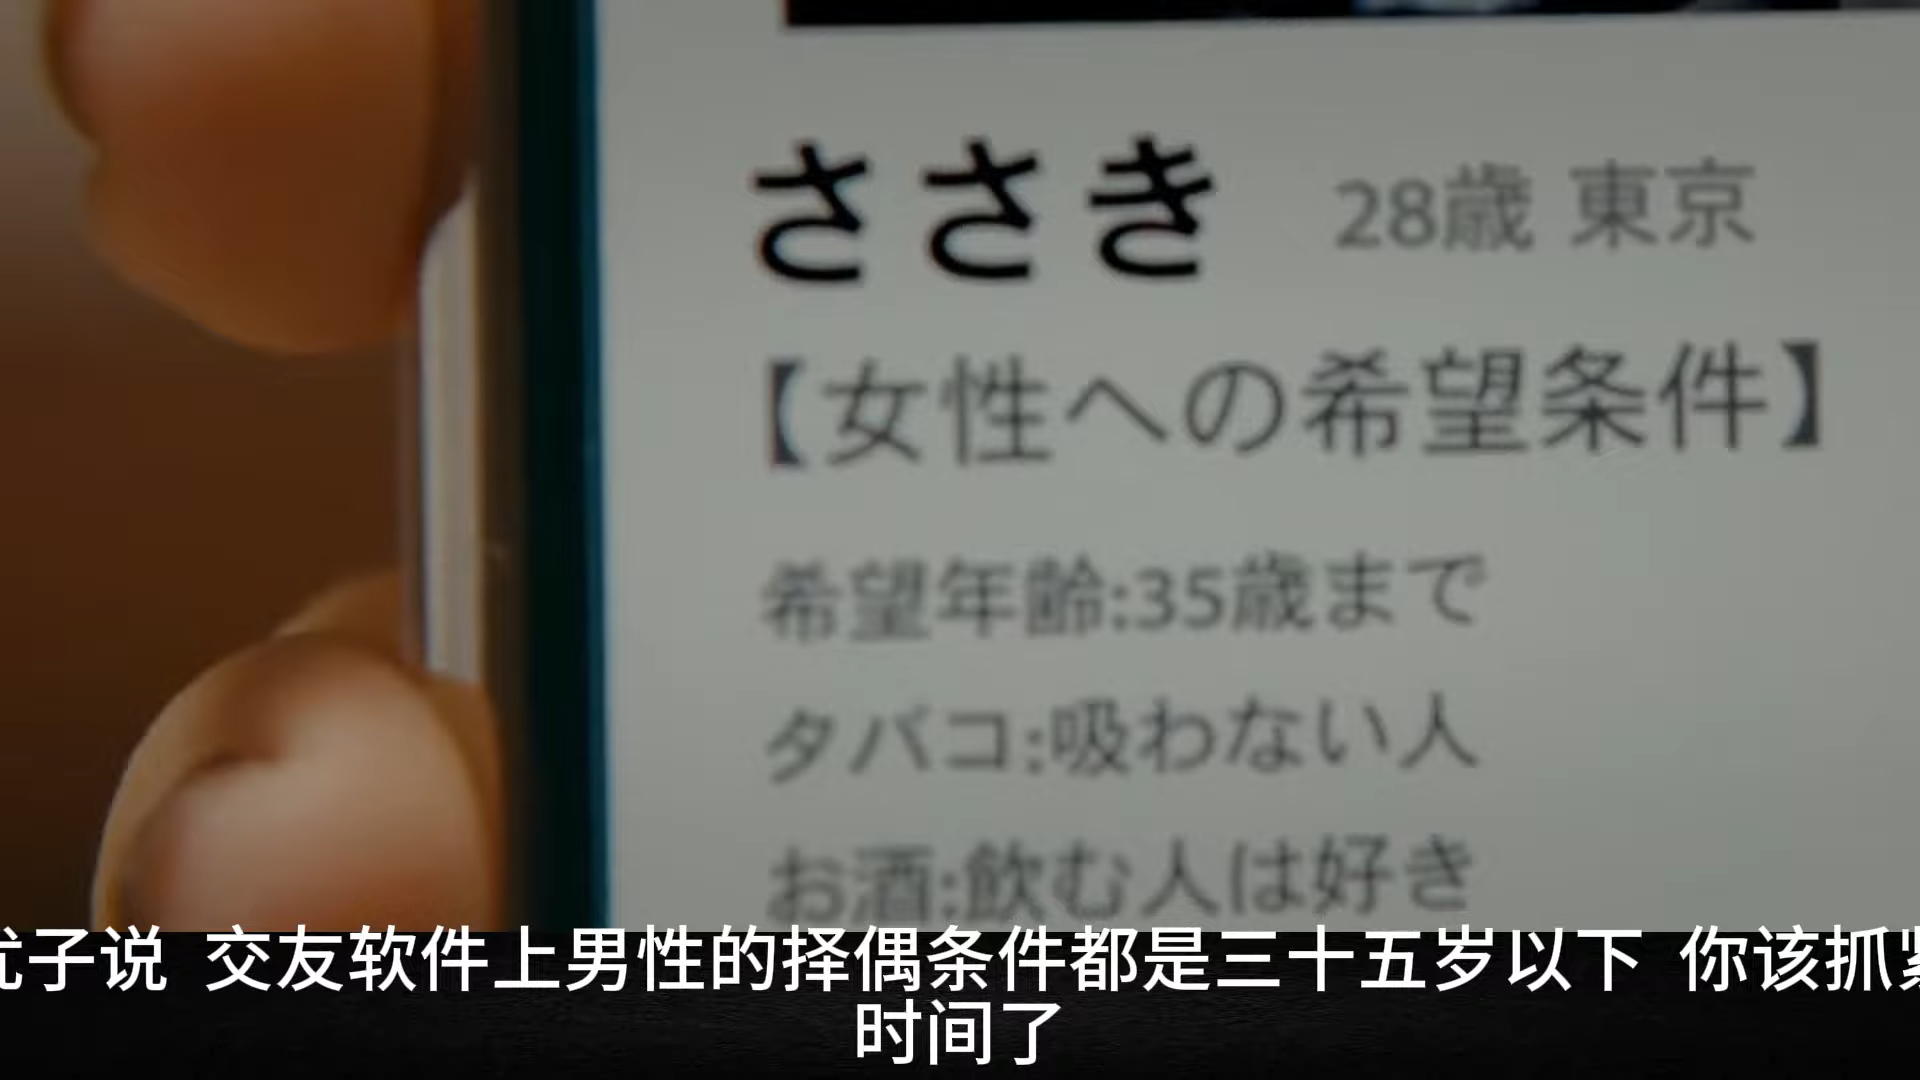 ささき 28歳 東京
【女性への希望条件】
希望年齢:35歳まで
タバコ:吸わない人
お酒:飲む人は好き
子说 交友软件上男性的择偶条件都是三十五岁以下 你该抓紧
时间了